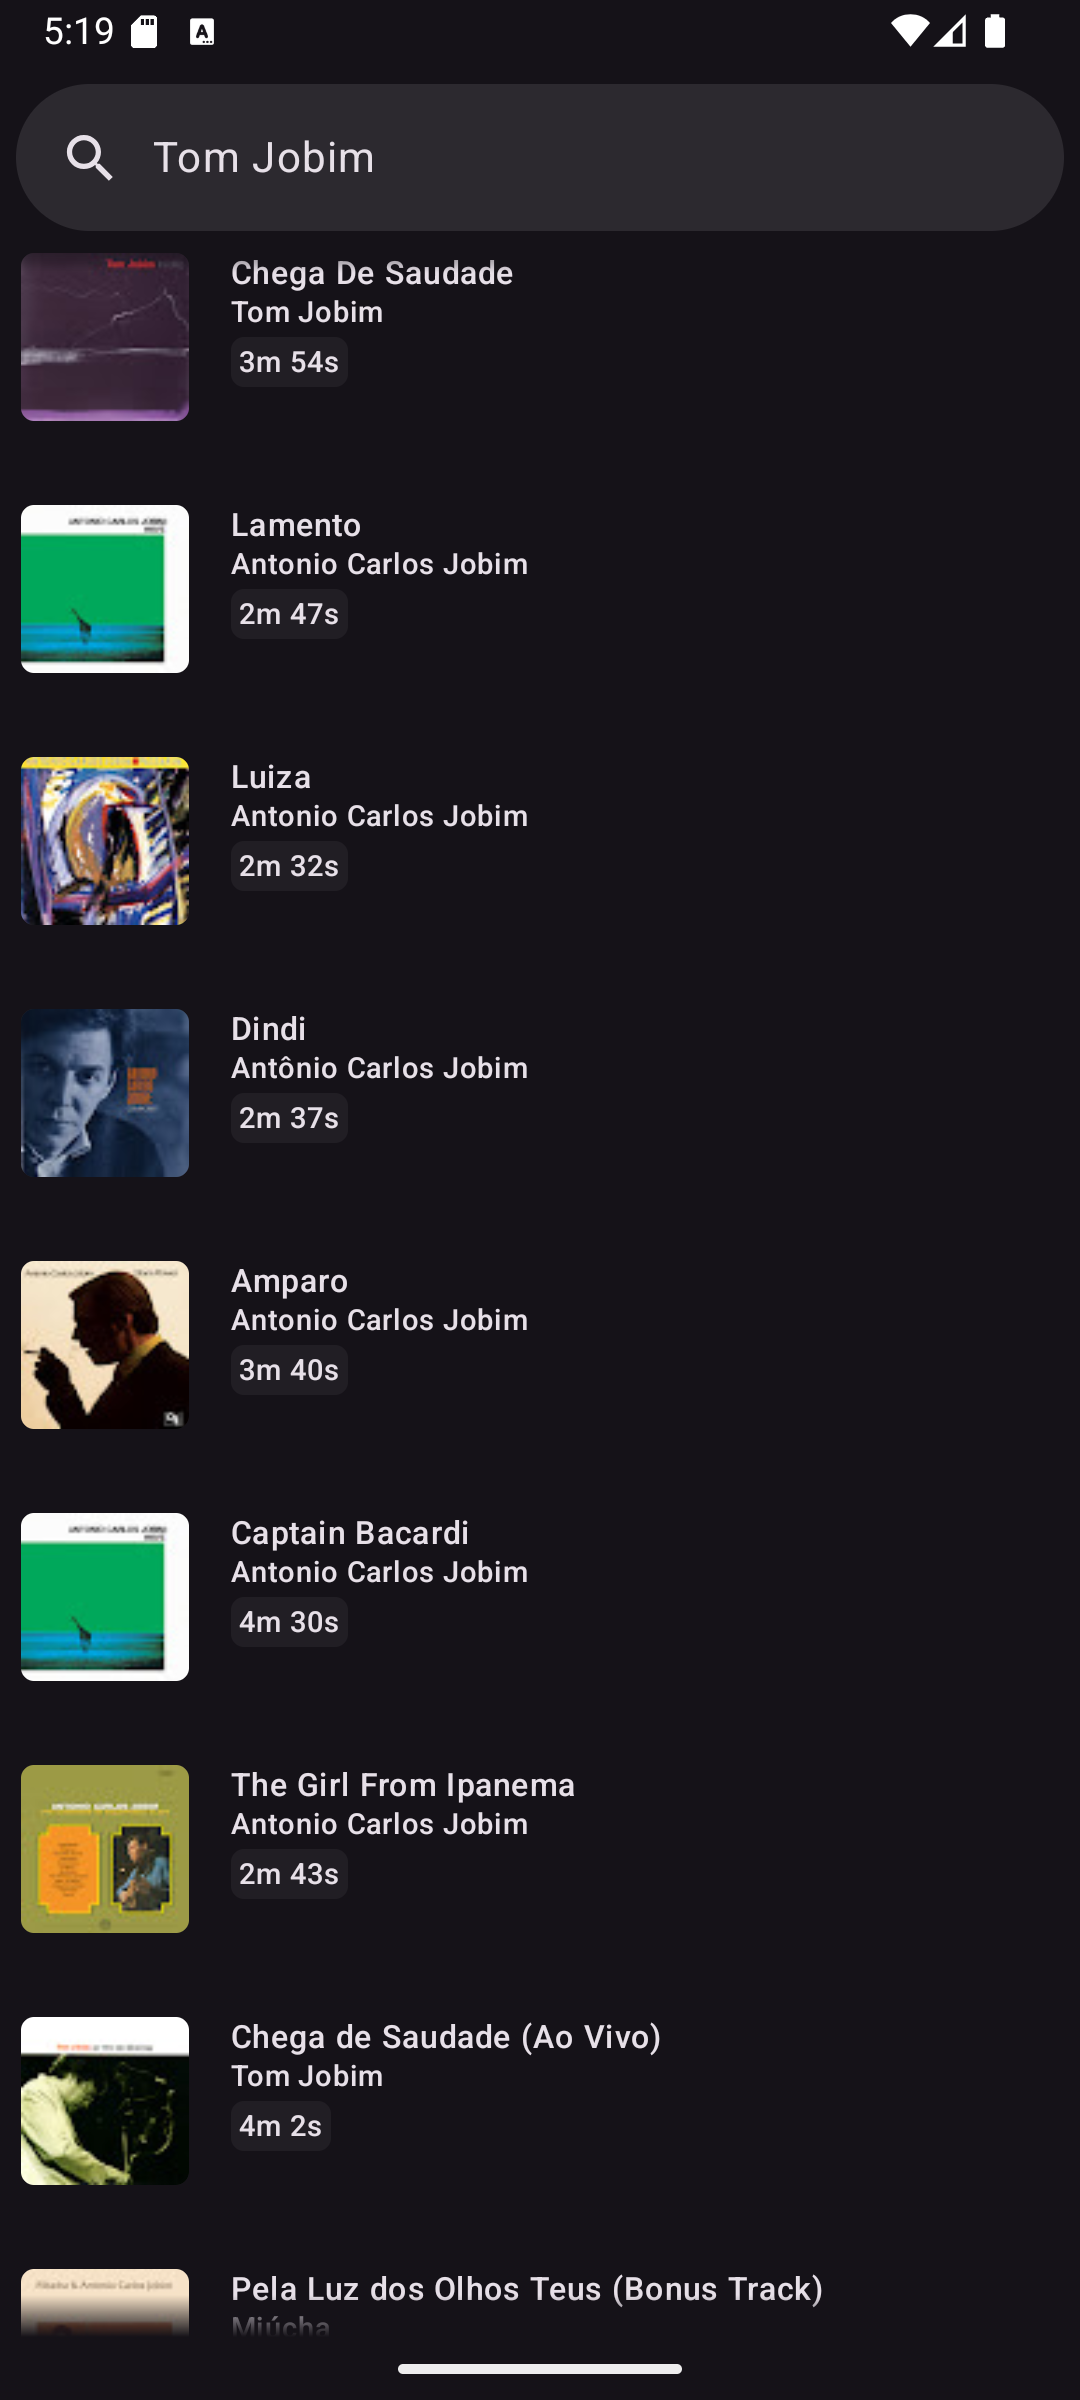 5:19
Tom Jobim
Chega De Saudade
Tom Jobim
3m 54s
Lamento
Antonio Carlos Jobim
2m 47s
Luiza
Antonio Carlos Jobim
2m 32s
Dindi
Antônio Carlos Jobim
2m 37s
Amparo
Antonio Carlos Jobim
3m 40s
Captain Bacardi
Antonio Carlos Jobim
4m 30s
The Girl From Ipanema
Antonio Carlos Jobim
2m 43s
Chega de Saudade (Ao Vivo)
Tom Jobim
4m 2s
Pela Luz dos Olhos Teus (Bonus Track)
Miúcha